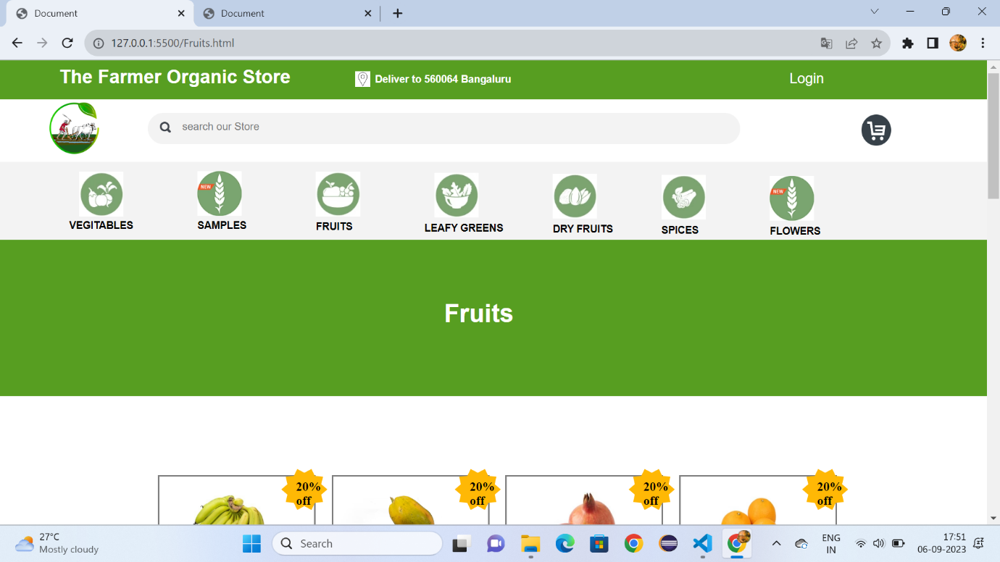 Document
Document
127.0.0.1:5500/Fruits.html
The Farmer Organic Store
Deliver to 560064 Bangaluru
Login
search our Store
NEW
NEW
VEGITABLES
SAMPLES
FRUITS
LEAFY GREENS
DRY FRUITS
SPICES
FLOWERS
Fruits
20%
off
20%
off
20%
off
20%
off
27°C
Mostly cloudy
Search
ENG
IN
17:51
06-09-2023